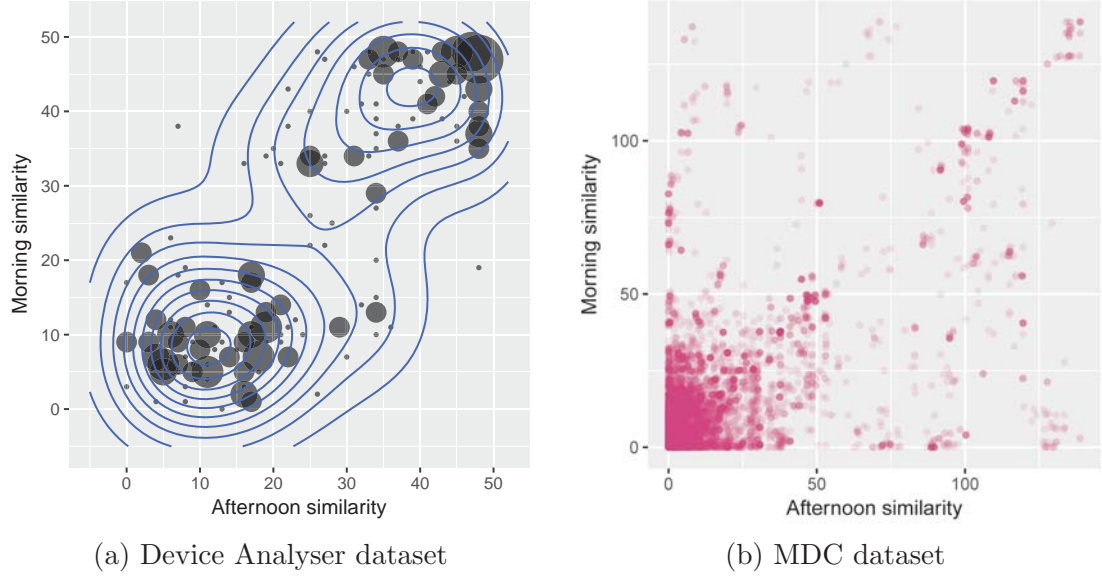 50
40
30
20
10
0
Morning similarity
0 10 20 30 40 50
Afternoon similarity
(a) Device Analyser dataset
100
50
0
Morning similarity
0 50 100
Afternoon similarity
(b) MDC dataset